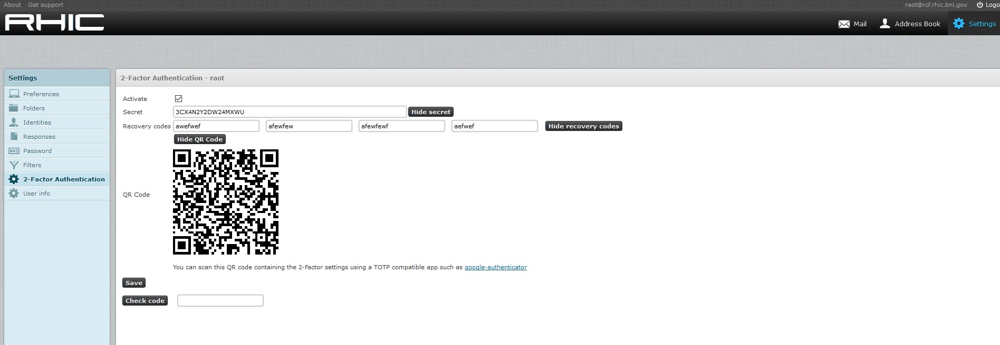 About Get support raot@rcf.rhic.bnl.gov Logo
RHIC Mail Address Book Settings
Settings
Preferences
Folders
Identities
Responses
Password
Filters
2-Factor Authentication
User info
2-Factor Authentication - raot
Activate
Secret 3CX4N2Y2DW24MXWU Hide secret
Recovery codes awefwef afewfew afewfewf aefwef Hide recovery codes
Hide QR Code
QR Code
You can scan this QR code containing the 2-Factor settings using a TOTP compatible app such as google-authenticator
Save
Check code